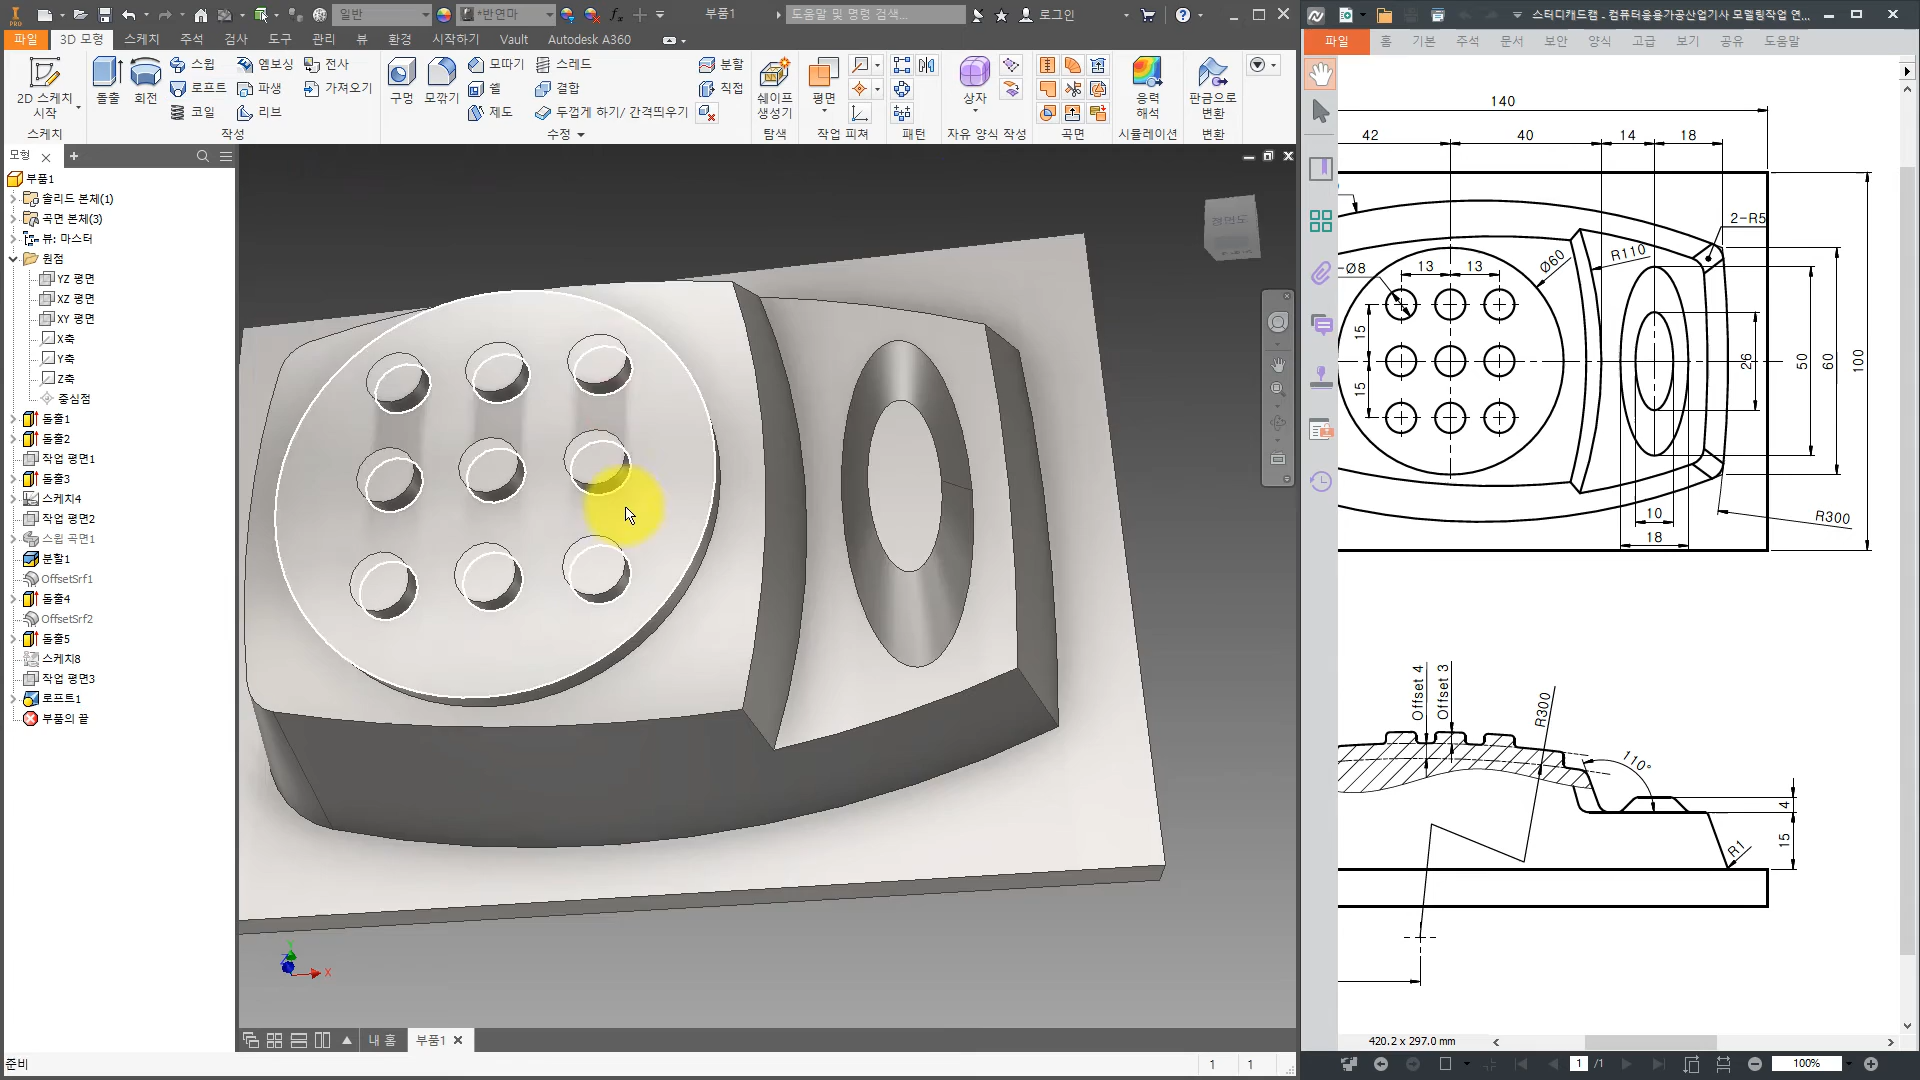 일반
*반연마
부품1
도움말 및 명령 검색...
로그인
파일
3D 모형
스케치
주석
검사
도구
관리
뷰
환경
시작하기
Vault
Autodesk A360
2D 스케치 시작
스케치
돌출
회전
스윕
로프트
코일
엠보싱
파생
리브
전사
가져오기
작성
구멍
모깎기
모따기
쉘
제도
스레드
결합
두껍게 하기/ 간격띄우기
분할
직접
수정
쉐이프 생성기
탐색
평면
작업 피쳐
패턴
상자
자유 양식 작성
곡면
응력 해석
시뮬레이션
판금으로 변환
변환
모형
부품1
솔리드 본체(1)
곡면 본체(3)
뷰: 마스터
원점
YZ 평면
XZ 평면
XY 평면
X축
Y축
Z축
중심점
돌출1
돌출2
작업 평면1
돌출3
스케치4
작업 평면2
스윕 곡면1
분할1
OffsetSrf1
돌출4
OffsetSrf2
돌출5
스케치8
작업 평면3
로프트1
부품의 끝
X
내 홈
부품1
준비
1
1
스터디캐드캠 - 컴퓨터응용가공산업기사 모델링작업 연...
파일
홈
기본
주석
문서
보안
양식
고급
보기
공유
도움말
140
42
40
14
18
2-R5
Ø8
13
13
Ø60
R110
15
15
26
50
60
100
10
18
R300
Offset 4
Offset 3
R300
110°
4
15
R1
420.2 x 297.0 mm
1
/1
100%